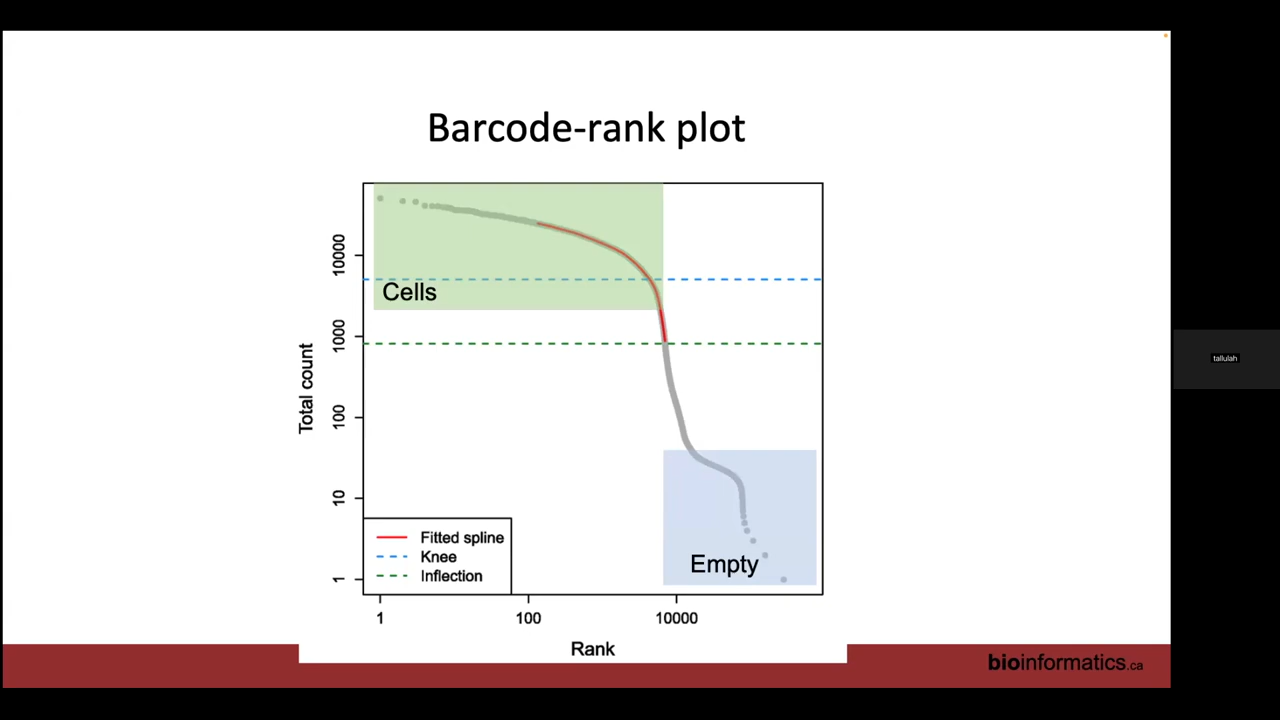 Barcode-rank plot
10000
1000
100
10
1
Total count
Cells
Empty
Fitted spline
Knee
Inflection
1
100
10000
Rank
bioinformatics.ca
tallulah